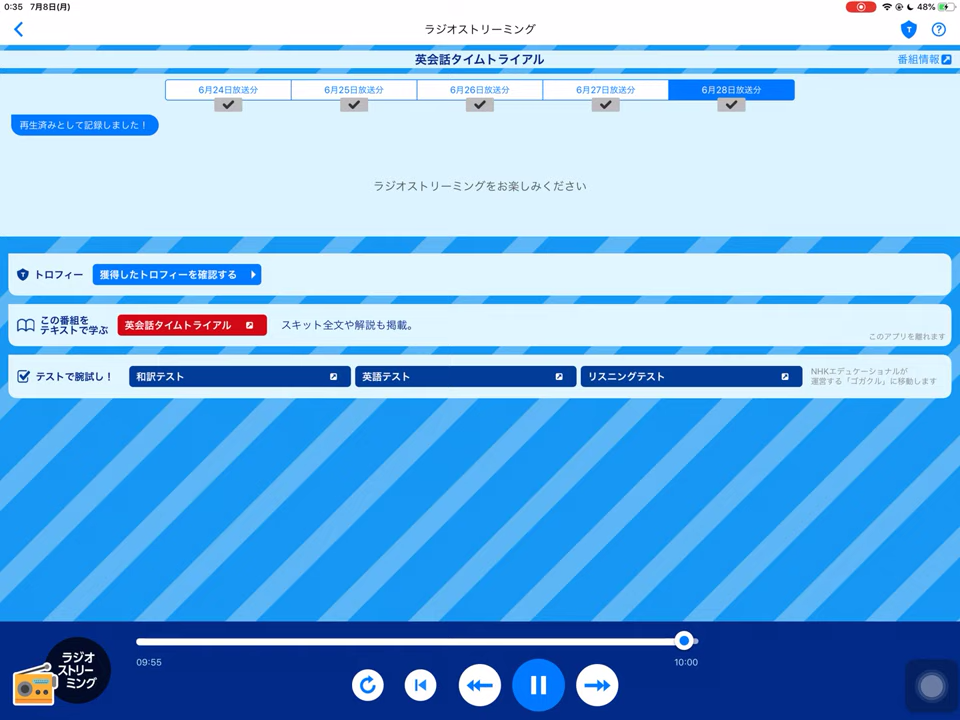 0:35 7月8日(月)
48%
ラジオストリーミング
英会話タイムトライアル
番組情報
6月24日放送分
6月25日放送分
6月26日放送分
6月27日放送分
6月28日放送分
再生済みとして記録しました！
ラジオストリーミングをお楽しみください
トロフィー
獲得したトロフィーを確認する
この番組を
テキストで学ぶ
英会話タイムトライアル
スキット全文や解説も掲載。
このアプリを離れます
テストで腕試し！
和訳テスト
英語テスト
リスニングテスト
NHKエデュケーショナルが
運営する「ゴガクル」に移動します
ラジオ
ストリー
ミング
09:55
10:00